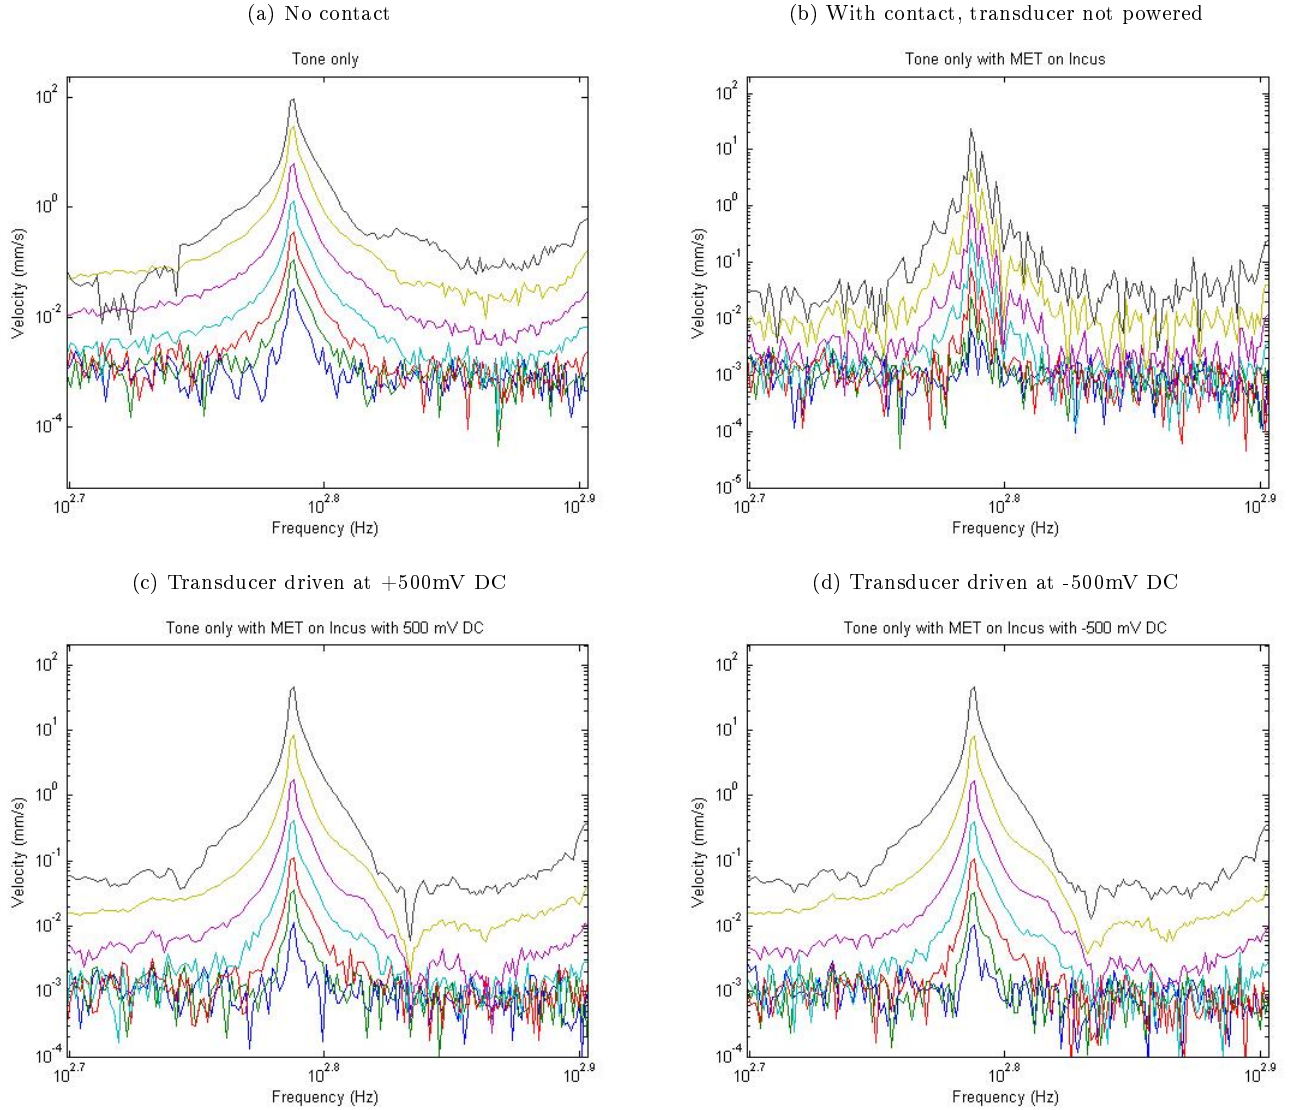 (a) No contact
(b) With contact, transducer not powered
Tone only
10^2
10^0
10^-2
10^-4
Velocity (mm/s)
10^2.7
10^2.8
10^2.9
Frequency (Hz)
Tone only with MET on Incus
10^2
10^1
10^0
10^-1
10^-2
10^-3
10^-4
10^-5
Velocity (mm/s)
10^2.7
10^2.8
10^2.9
Frequency (Hz)
(c) Transducer driven at +500mV DC
(d) Transducer driven at -500mV DC
Tone only with MET on Incus with 500 mV DC
10^2
10^1
10^0
10^-1
10^-2
10^-3
10^-4
Velocity (mm/s)
10^2.7
10^2.8
10^2.9
Frequency (Hz)
Tone only with MET on Incus with -500 mV DC
10^2
10^1
10^0
10^-1
10^-2
10^-3
10^-4
Velocity (mm/s)
10^2.7
10^2.8
10^2.9
Frequency (Hz)